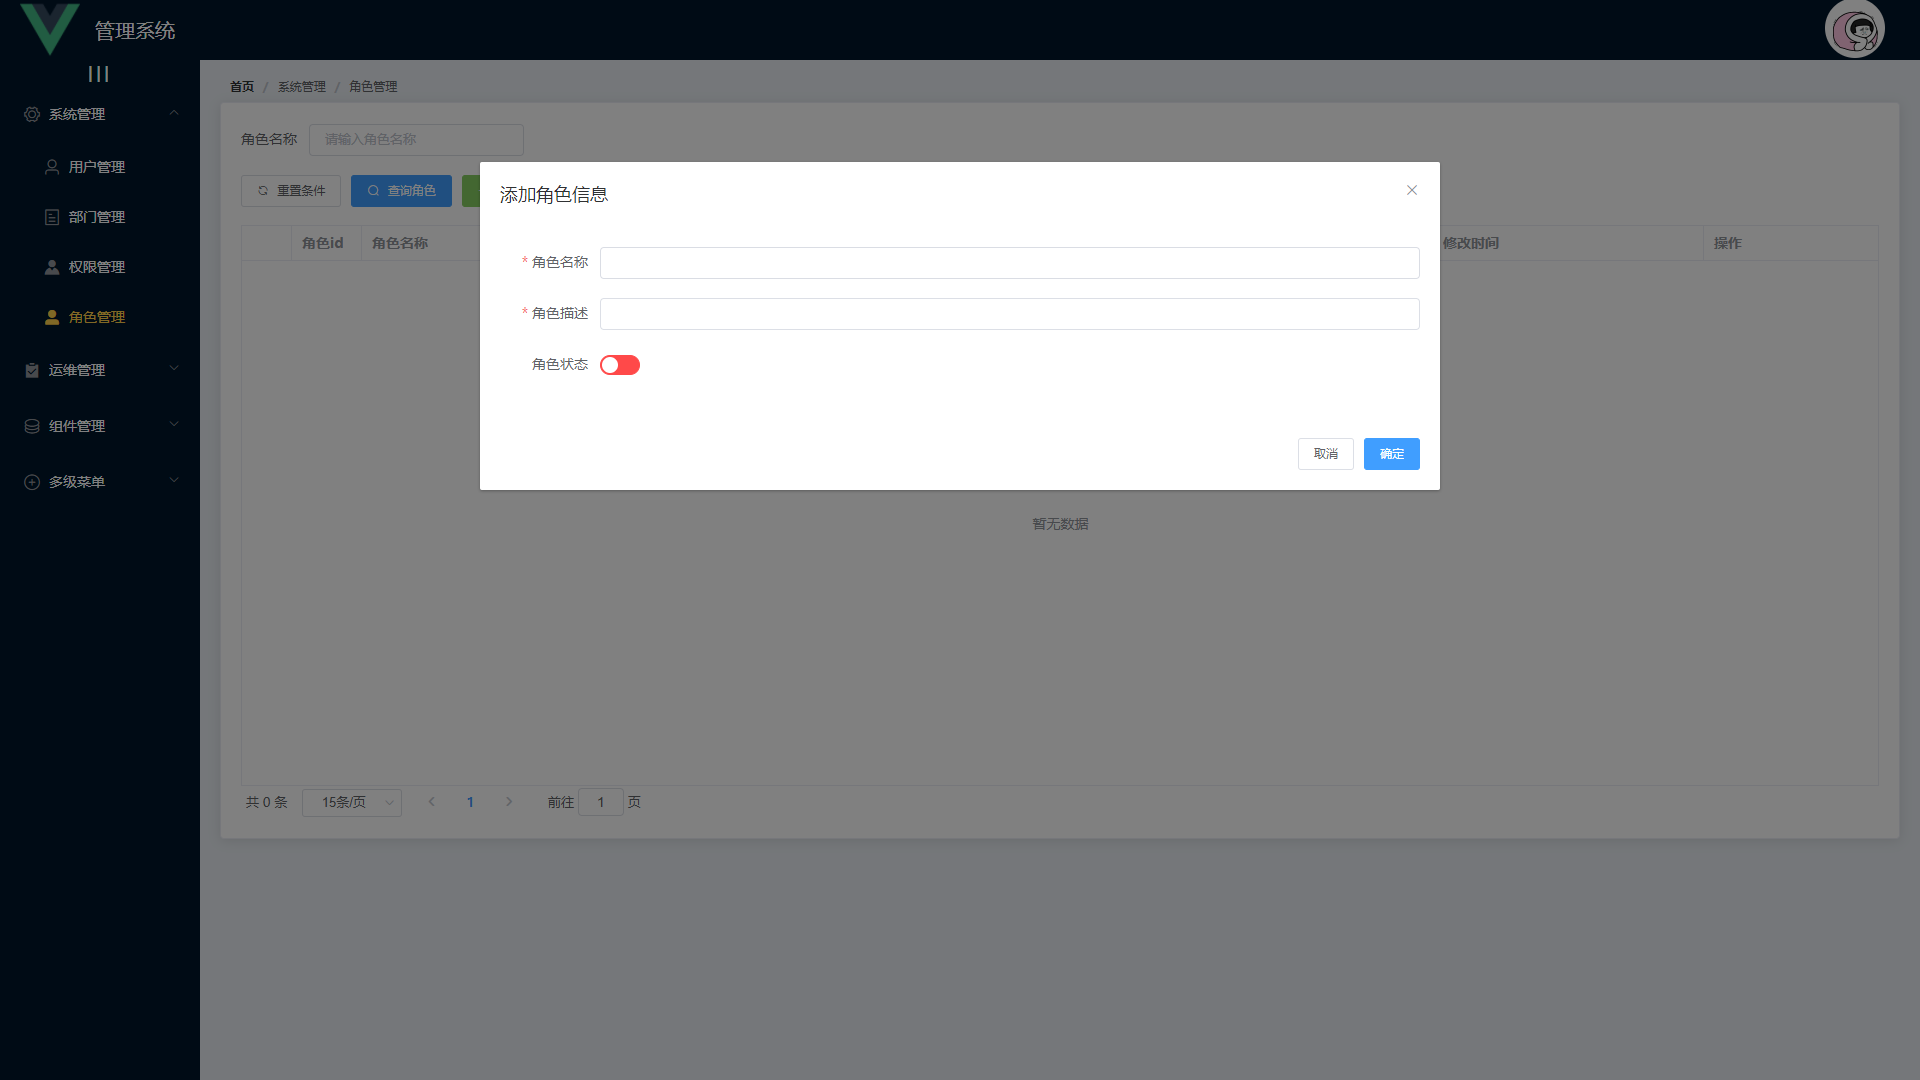 管理系统
系统管理
用户管理
部门管理
权限管理
角色管理
运维管理
组件管理
多级菜单
首页 / 系统管理 / 角色管理
角色名称 请输入角色名称
重置条件 查询角色
角色id 角色名称 修改时间 操作
添加角色信息
* 角色名称
* 角色描述
角色状态
取消 确定
暂无数据
共 0 条 15条/页 1 前往 1 页